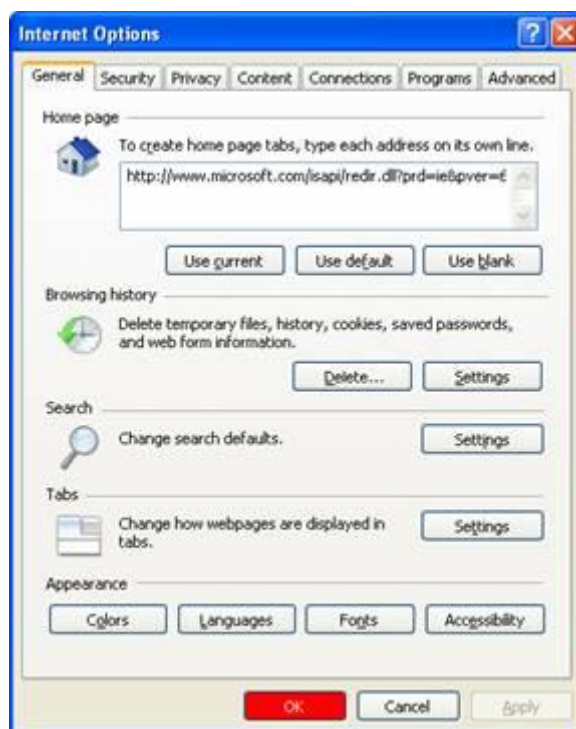 Internet Options
General Security Privacy Content Connections Programs Advanced
Home page
To create home page tabs, type each address on its own line.
http://www.microsoft.com/isapi/redir.dll?prd=ie&pver=6
Use current Use default Use blank
Browsing history
Delete temporary files, history, cookies, saved passwords,
and web form information.
Delete... Settings
Search
Change search defaults.
Settings
Tabs
Change how webpages are displayed in
tabs.
Settings
Appearance
Colors Languages Fonts Accessibility
OK Cancel Apply